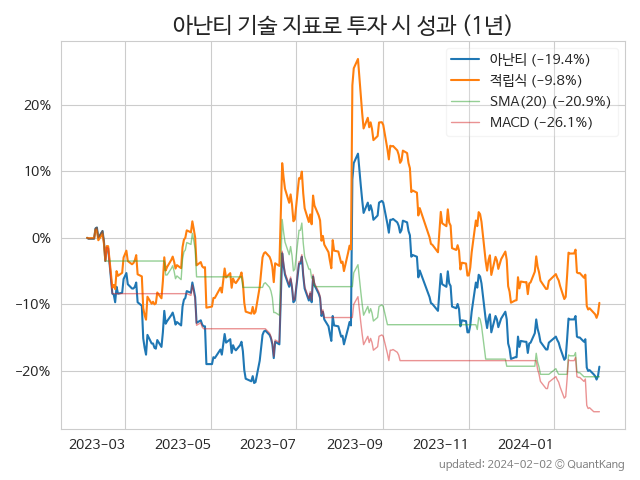 아난티 기술 지표로 투자 시 성과 (1년)
아난티 (-19.4%)
적립식 (-9.8%)
SMA(20) (-20.9%)
MACD (-26.1%)
20%
10%
0%
-10%
-20%
2023-03
2023-05
2023-07
2023-09
2023-11
2024-01
updated: 2024-02-02 © QuantKang